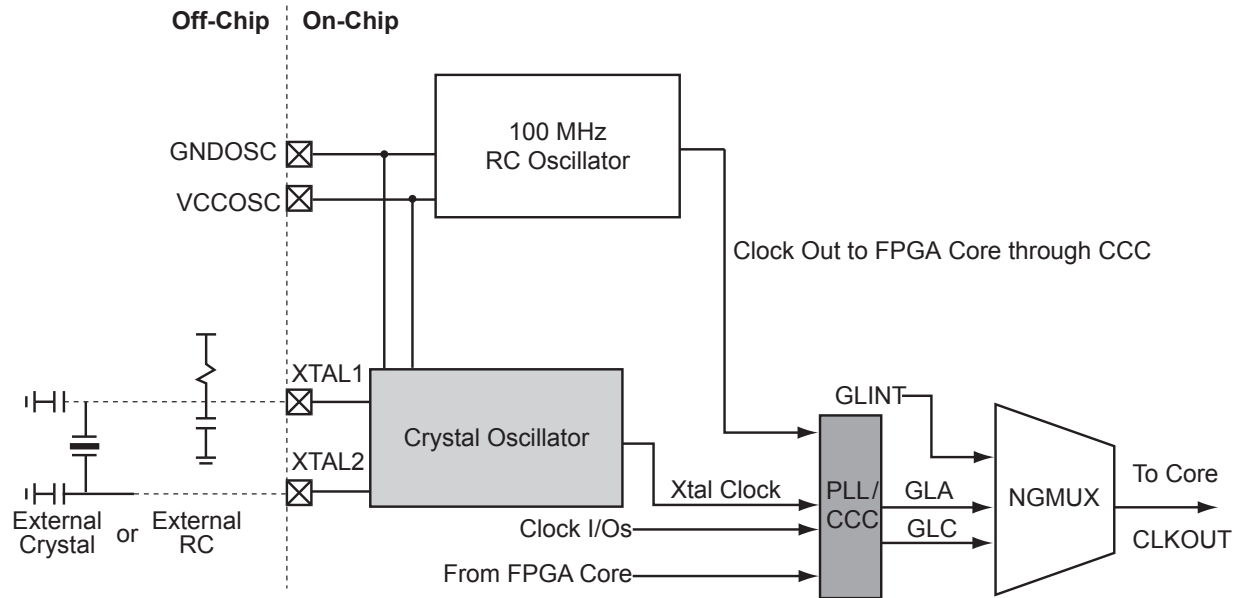 Off-Chip
On-Chip
100 MHz
RC Oscillator
GNDOSC
VCCOSC
Clock Out to FPGA Core through CCC
XTAL1
Crystal Oscillator
XTAL2
GLINT
Xtal Clock
PLL/
CCC
GLA
GLC
NGMUX
To Core
CLKOUT
Clock I/Os
From FPGA Core
External
Crystal
or
External
RC